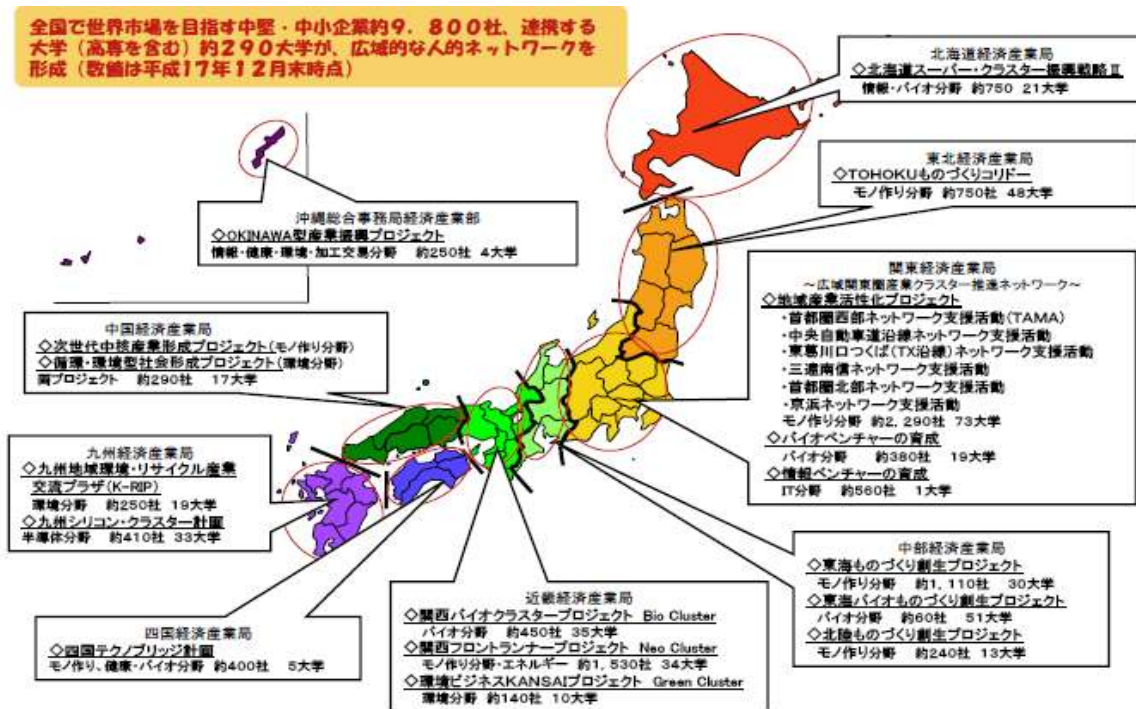 全国で世界市場を目指す中堅・中小企業約9，800社、連携する
大学（高専を含む）約290大学が、広域的な人的ネットワークを
形成（数値は平成17年12月末時点）
北海道経済産業局
◇北海道スーパー・クラスター振興戦略Ⅱ
情報・バイオ分野 約750 21大学
東北経済産業局
◇TOHOKUものづくりコリドー
モノ作り分野 約750社 48大学
沖縄総合事務局経済産業部
◇OKINAWA型産業振興プロジェクト
情報・健康・環境・加工交易分野 約250社 4大学
関東経済産業局
～広域関東圏産業クラスター推進ネットワーク～
◇地域産業活性化プロジェクト
・首都圏西部ネットワーク支援活動(TAMA)
・中央自動車道沿線ネットワーク支援活動
・東葛川口つくば(TX沿線)ネットワーク支援活動
・三遠南信ネットワーク支援活動
・首都圏北部ネットワーク支援活動
・京浜ネットワーク支援活動
モノ作り分野 約2,290社 73大学
◇バイオベンチャーの育成
バイオ分野 約380社 19大学
◇情報ベンチャーの育成
IT分野 約560社 1大学
中国経済産業局
◇次世代中核産業形成プロジェクト(モノ作り分野)
◇循環・環境型社会形成プロジェクト(環境分野)
両プロジェクト 約290社 17大学
九州経済産業局
◇九州地域環境・リサイクル産業
交流プラザ(K-RIP)
環境分野 約250社 19大学
◇九州シリコン・クラスター計画
半導体分野 約410社 33大学
四国経済産業局
◇四国テクノブリッジ計画
モノ作り、健康・バイオ分野 約400社 5大学
近畿経済産業局
◇関西バイオクラスタープロジェクト Bio Cluster
バイオ分野 約450社 35大学
◇関西フロントランナープロジェクト Neo Cluster
モノ作り分野・エネルギー 約1,530社 34大学
◇環境ビジネスKANSAIプロジェクト Green Cluster
環境分野 約140社 10大学
中部経済産業局
◇東海ものづくり創生プロジェクト
モノ作り分野 約1,110社 30大学
◇東海バイオものづくり創生プロジェクト
バイオ分野 約60社 51大学
◇北陸ものづくり創生プロジェクト
モノ作り分野 約240社 13大学